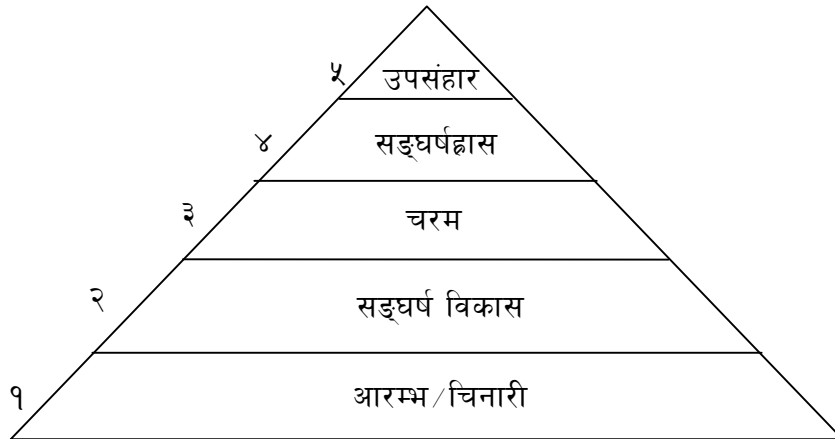 ५ उपसंहार
४ सङ्घर्षह्रास
३ चरम
२ सङ्घर्ष विकास
१ आरम्भ/चिनारी